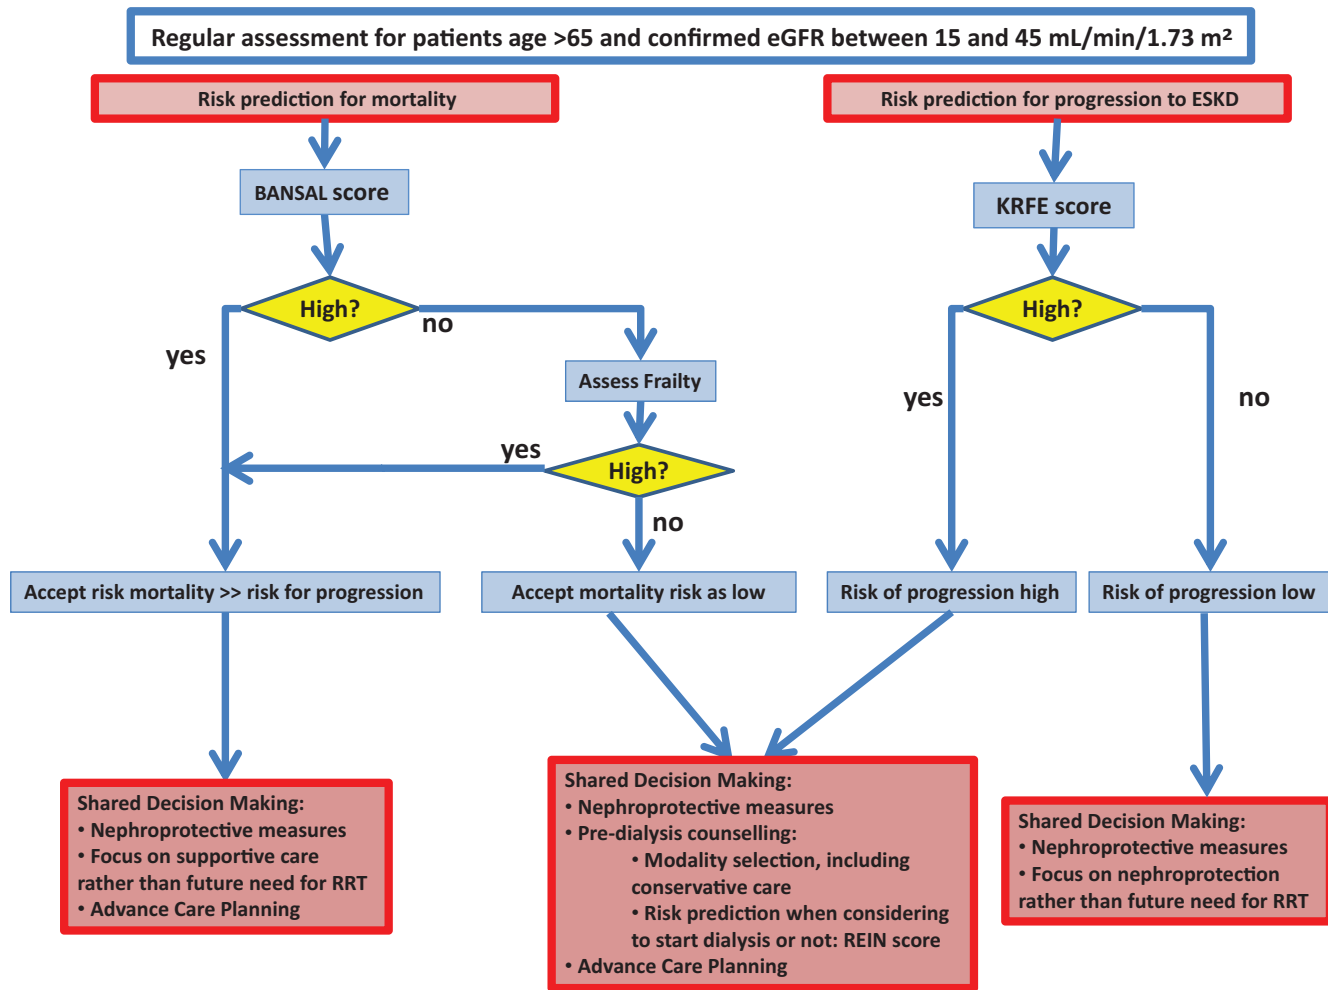 Regular assessment for patients age >65 and confirmed eGFR between 15 and 45 mL/min/1.73 m²
Risk prediction for mortality
Risk prediction for progression to ESKD
BANSAL score
KRFE score
High?
no
yes
High?
yes
no
Assess Frailty
yes
High?
no
Accept risk mortality >> risk for progression
Accept mortality risk as low
Risk of progression high
Risk of progression low
Shared Decision Making:
• Nephroprotective measures
• Focus on supportive care
rather than future need for RRT
• Advance Care Planning
Shared Decision Making:
• Nephroprotective measures
• Pre-dialysis counselling:
• Modality selection, including
conservative care
• Risk prediction when considering
to start dialysis or not: REIN score
• Advance Care Planning
Shared Decision Making:
• Nephroprotective measures
• Focus on nephroprotection
rather than future need for RRT